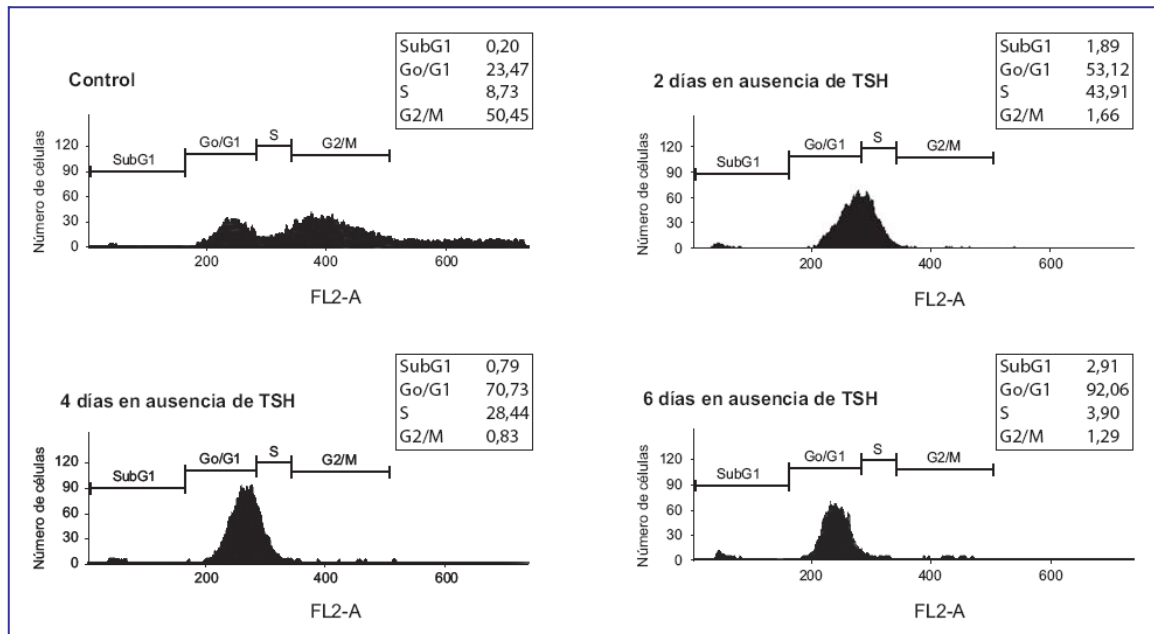 Control
SubG1 0,20
Go/G1 23,47
S 8,73
G2/M 50,45
Número de células
120
90
60
30
0
SubG1
Go/G1
S
G2/M
200
400
600
FL2-A
2 días en ausencia de TSH
SubG1 1,89
Go/G1 53,12
S 43,91
G2/M 1,66
Número de células
120
90
60
30
0
SubG1
Go/G1
S
G2/M
200
400
600
FL2-A
4 días en ausencia de TSH
SubG1 0,79
Go/G1 70,73
S 28,44
G2/M 0,83
Número de células
120
90
60
30
0
SubG1
Go/G1
S
G2/M
200
400
600
FL2-A
6 días en ausencia de TSH
SubG1 2,91
Go/G1 92,06
S 3,90
G2/M 1,29
Número de células
120
90
60
30
0
SubG1
Go/G1
S
G2/M
200
400
600
FL2-A